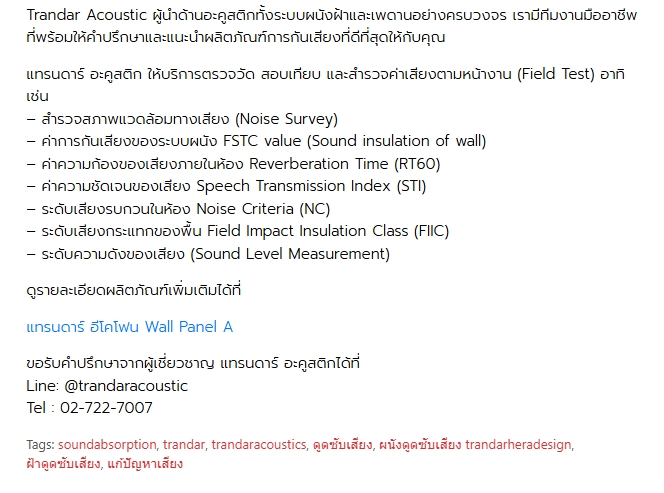 Trandar Acoustic ผู้นำด้านอะคูสติกทั้งระบบผนังฝ้าและเพดานอย่างครบวงจร เรามีทีมงานมืออาชีพ
ที่พร้อมให้คำปรึกษาและแนะนำผลิตภัณฑ์การกันเสียงที่ดีที่สุดให้กับคุณ
แทรนดาร์ อะคูสติก ให้บริการตรวจวัด สอบเทียบ และสำรวจค่าเสียงตามหน้างาน (Field Test) อาทิ
เช่น
– สำรวจสภาพแวดล้อมทางเสียง (Noise Survey)
– ค่าการกันเสียงของระบบผนัง FSTC value (Sound insulation of wall)
– ค่าความก้องของเสียงภายในห้อง Reverberation Time (RT60)
– ค่าความชัดเจนของเสียง Speech Transmission Index (STI)
– ระดับเสียงรบกวนในห้อง Noise Criteria (NC)
– ระดับเสียงกระแทกของพื้น Field Impact Insulation Class (FIIC)
– ระดับความดังของเสียง (Sound Level Measurement)
ดูรายละเอียดผลิตภัณฑ์เพิ่มเติมได้ที่
แทรนดาร์ อีโคโฟน Wall Panel A
ขอรับคำปรึกษาจากผู้เชี่ยวชาญ แทรนดาร์ อะคูสติกได้ที่
Line: @trandaracoustic
Tel : 02-722-7007
Tags: soundabsorption, trandar, trandaracoustics, ดูดซับเสียง, ผนังดูดซับเสียง trandarheradesign,
ฝ้าดูดซับเสียง, แก้ปัญหาเสียง